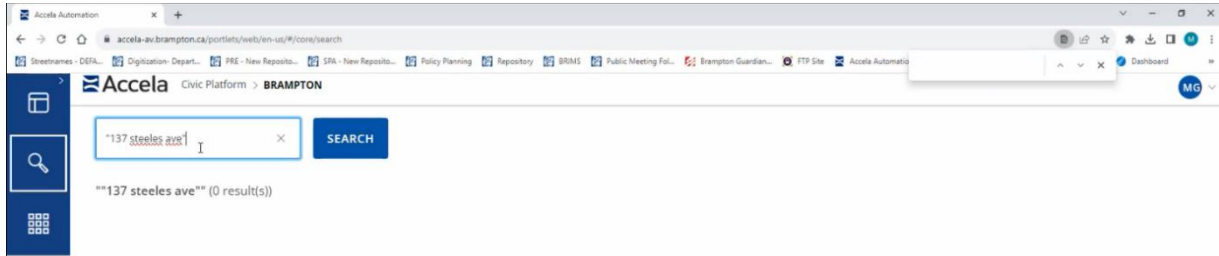 Accela Automation
accela-av.brampton.ca/portlets/web/en-us/#/core/search
Streetnames - DEFA... Digitization- Depart... PRE - New Reposito... SPA - New Reposito... Policy Planning Repository BRIMS Public Meeting Fol... Brampton Guardian... FTP Site Accela Automatio Dashboard
Accela Civic Platform > BRAMPTON MG
"137 steeles ave" SEARCH
""137 steeles ave"" (0 result(s))